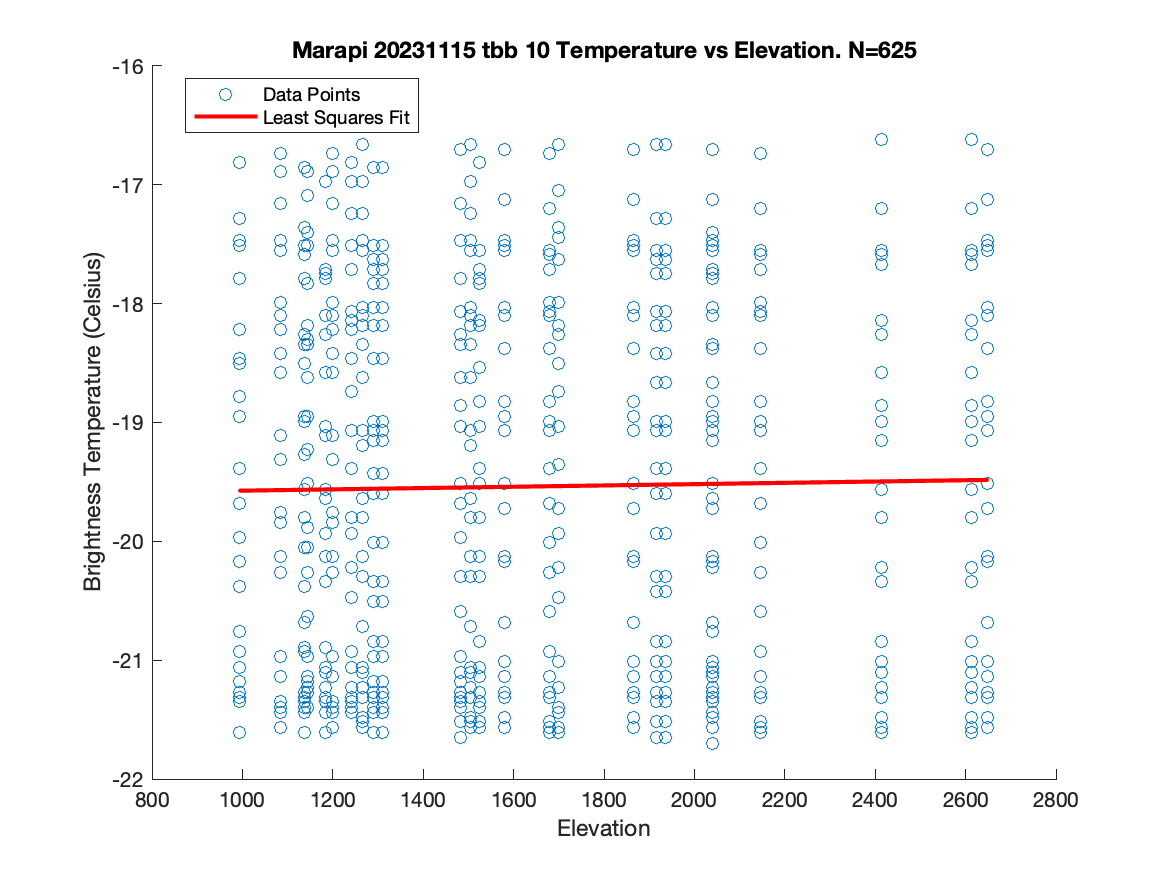 Marapi 20231115 tbb 10 Temperature vs Elevation. N=625
Data Points
Least Squares Fit
Brightness Temperature (Celsius)
-16
-17
-18
-19
-20
-21
-22
800 1000 1200 1400 1600 1800 2000 2200 2400 2600 2800
Elevation